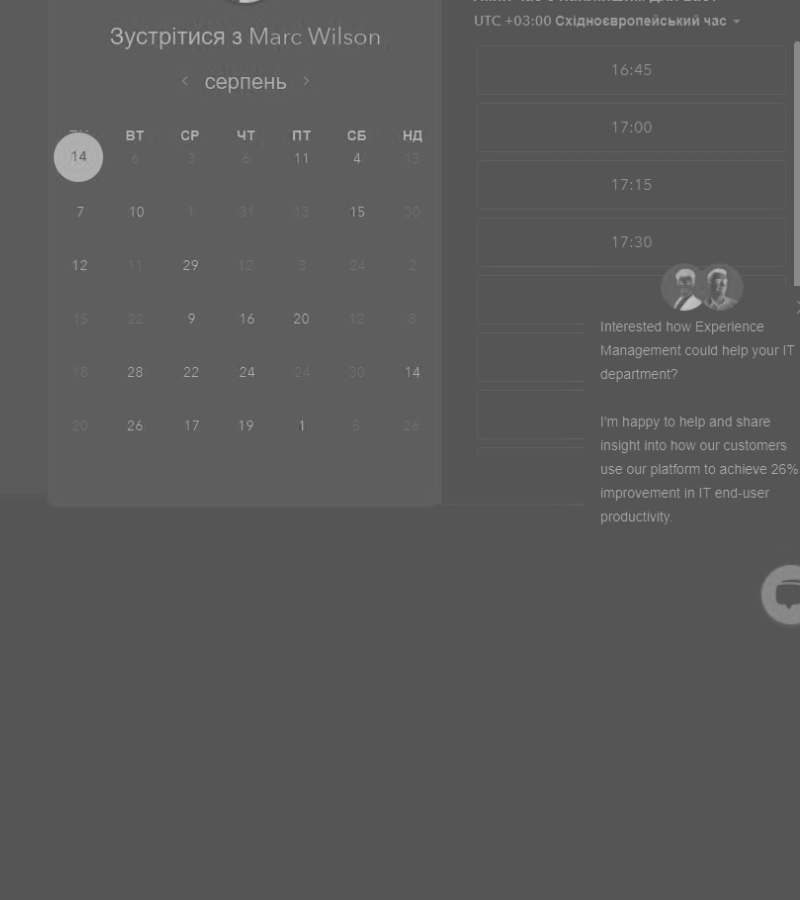 Зустрітися з Marc Wilson
серпень
ВТ СР ЧТ ПТ СБ НД
14 6 3 6 11 4 13
7 10 1 31 13 15 30
12 11 29 12 3 24 2
15 22 9 16 20 12 8
18 28 22 24 24 30 14
20 26 17 19 1 5 26
UTC +03:00 Східноєвропейський час
16:45
17:00
17:15
17:30
Interested how Experience
Management could help your IT
department?
I'm happy to help and share
insight into how our customers
use our platform to achieve 26%
improvement in IT end-user
productivity.